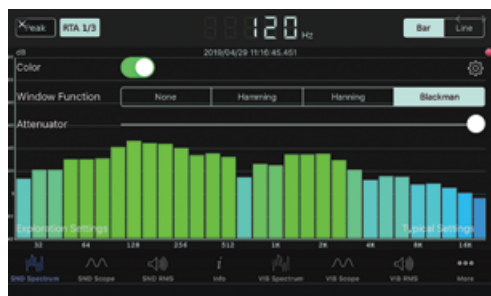 Peak RTA 1/3 120 Hz Bar Line
dB 2019/04/29 11:16:45.451
Color
Window Function None Hamming Hanning Blackman
Attenuator
Exploration Settings Typical Settings
32 64 128 256 512 1K 2K 4K 8K 16K
SND Spectrum SND Scope SND RMS Info VIB Spectrum VIB Scope VIB RMS More